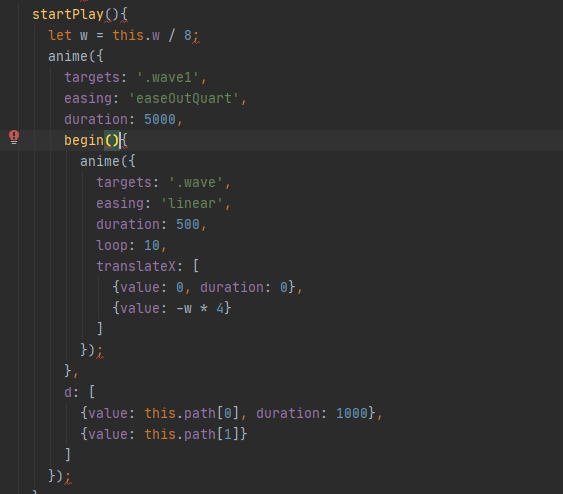 startPlay(){
let w = this.w / 8;
anime({
targets: '.wave1',
easing: 'easeOutQuart',
duration: 5000,
begin(){
anime({
targets: '.wave',
easing: 'linear',
duration: 500,
loop: 10,
translateX: [
{value: 0, duration: 0},
{value: -w * 4}
]
});
},
d: [
{value: this.path[0], duration: 1000},
{value: this.path[1]}
]
});